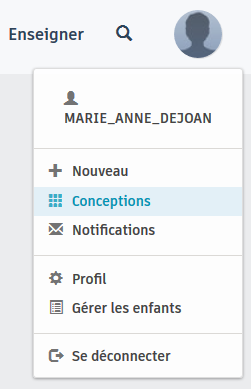 Enseigner
MARIE_ANNE_DEJOAN
Nouveau
Conceptions
Notifications
Profil
Gérer les enfants
Se déconnecter